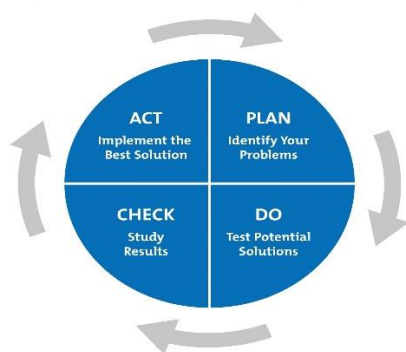 ACT
Implement the
Best Solution
PLAN
Identify Your
Problems
CHECK
Study
Results
DO
Test Potential
Solutions